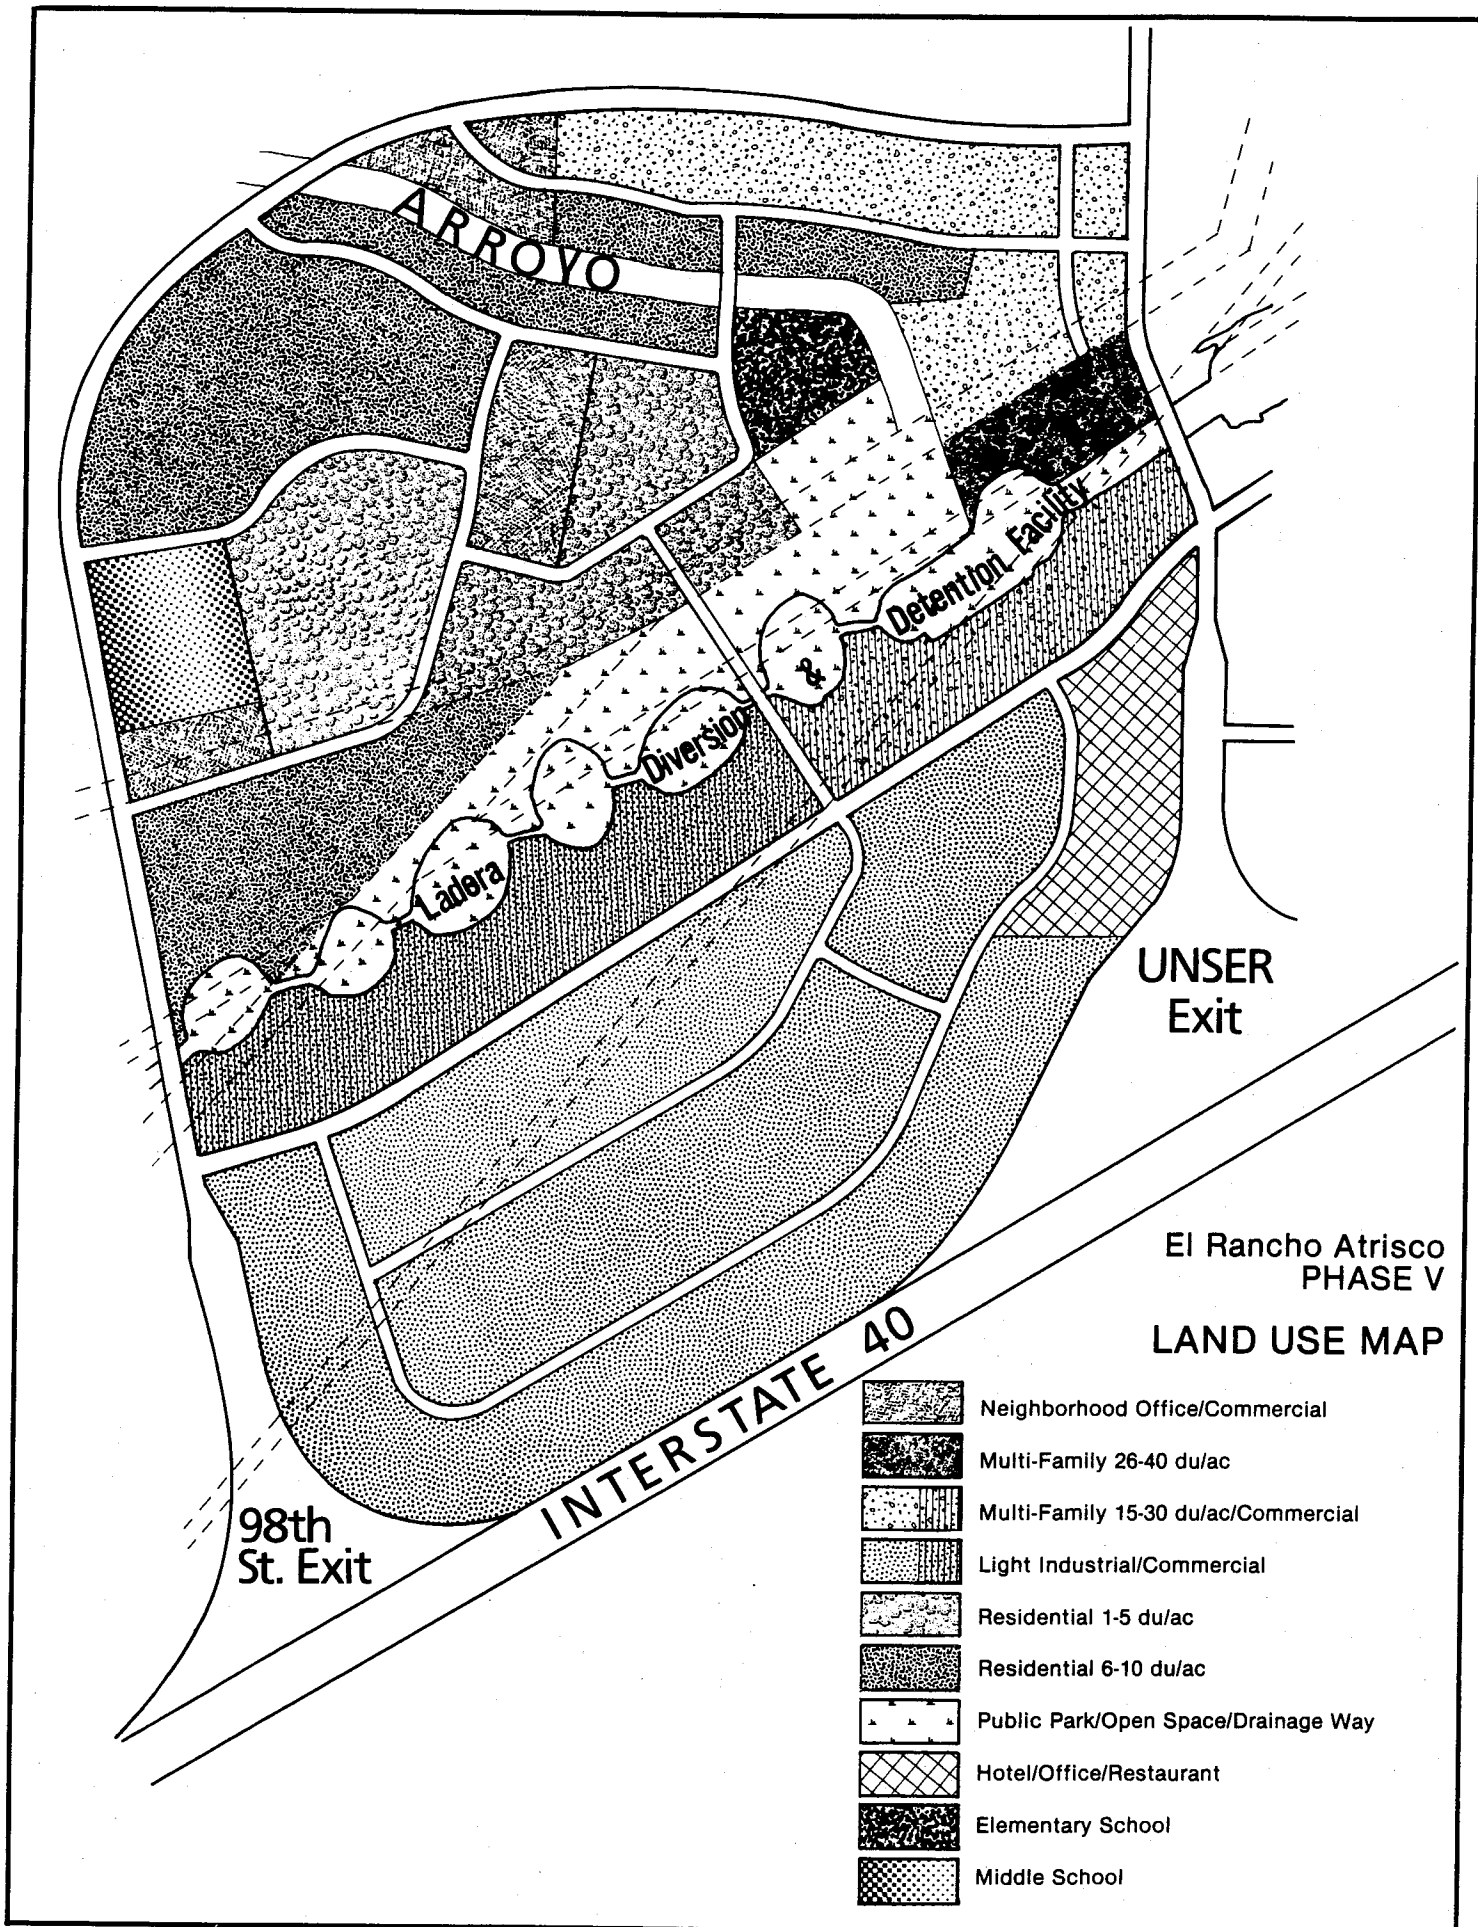 ARROYO
Ladera Diversion & Detention Facility
UNSER
Exit
El Rancho Atrisco
PHASE V
LAND USE MAP
INTERSTATE 40
98th
St. Exit
Neighborhood Office/Commercial
Multi-Family 26-40 du/ac
Multi-Family 15-30 du/ac/Commercial
Light Industrial/Commercial
Residential 1-5 du/ac
Residential 6-10 du/ac
Public Park/Open Space/Drainage Way
Hotel/Office/Restaurant
Elementary School
Middle School